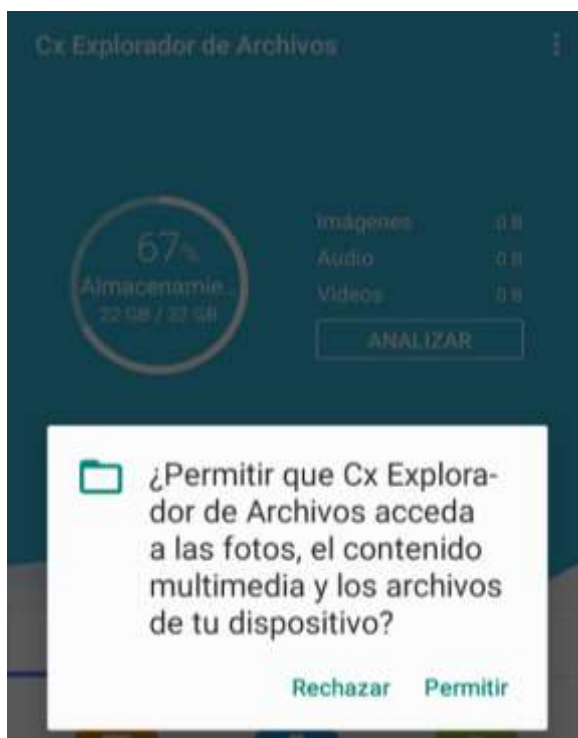 Cx Explorador de Archivos
67%
Almacenamie...
22 GB / 32 GB
Imágenes 0 B
Audio 0 B
Videos 0 B
ANALIZAR
¿Permitir que Cx Explora-
dor de Archivos acceda
a las fotos, el contenido
multimedia y los archivos
de tu dispositivo?
Rechazar Permitir